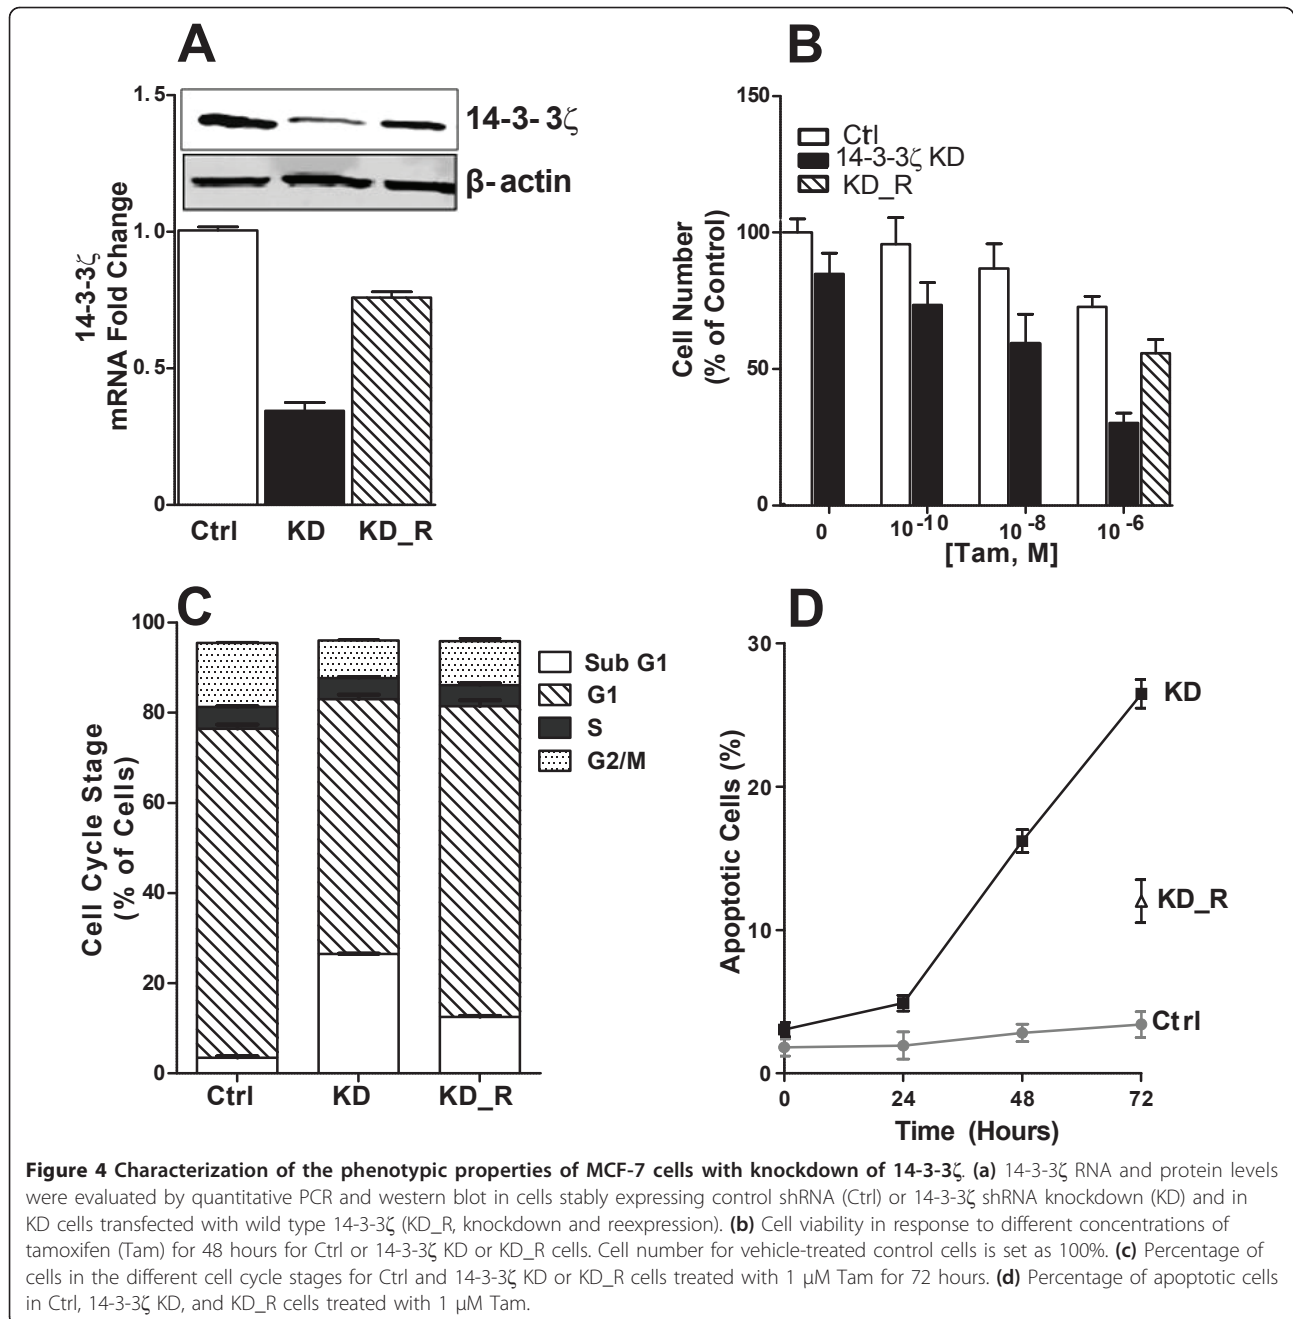 A
1.5
14-3-3ζ
β-actin
1.0
0.5
0
14-3-3ζ
mRNA Fold Change
Ctrl KD KD_R
B
150
Ctl
14-3-3ζ KD
KD_R
100
50
0
Cell Number
(% of Control)
0 10-10 10-8 10-6
[Tam, M]
C
100
80
60
40
20
0
Cell Cycle Stage
(% of Cells)
Sub G1
G1
S
G2/M
Ctrl KD KD_R
D
30
20
10
0
Apoptotic Cells (%)
KD
KD_R
Ctrl
0 24 48 72
Time (Hours)
Figure 4 Characterization of the phenotypic properties of MCF-7 cells with knockdown of 14-3-3ζ. (a) 14-3-3ζ RNA and protein levels
were evaluated by quantitative PCR and western blot in cells stably expressing control shRNA (Ctrl) or 14-3-3ζ shRNA knockdown (KD) and in
KD cells transfected with wild type 14-3-3ζ (KD_R, knockdown and reexpression). (b) Cell viability in response to different concentrations of
tamoxifen (Tam) for 48 hours for Ctrl or 14-3-3ζ KD or KD_R cells. Cell number for vehicle-treated control cells is set as 100%. (c) Percentage of
cells in the different cell cycle stages for Ctrl and 14-3-3ζ KD or KD_R cells treated with 1 μM Tam for 72 hours. (d) Percentage of apoptotic cells
in Ctrl, 14-3-3ζ KD, and KD_R cells treated with 1 μM Tam.